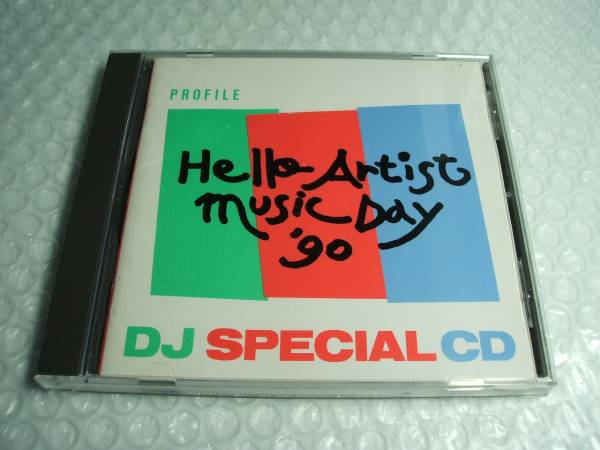 PROFILE
Hello Artist
music Day
'90
DJ SPECIAL CD